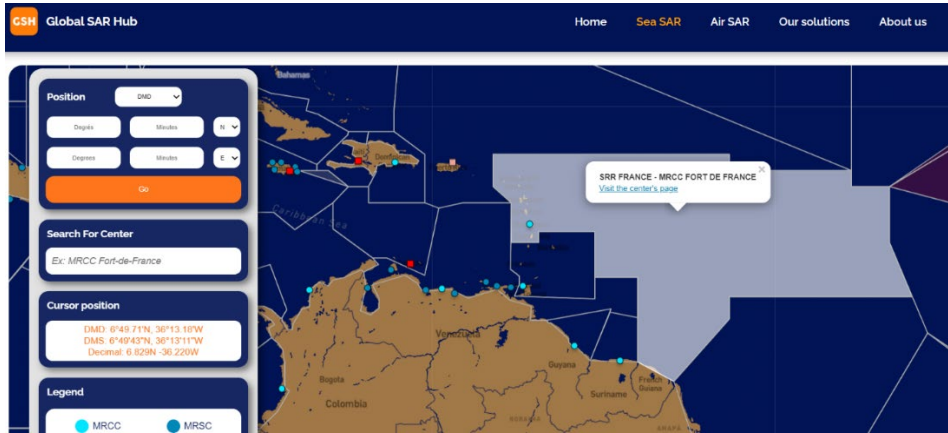 GSH Global SAR Hub
Home Sea SAR Air SAR Our solutions About us
Position DMD
Degrés Minutes N
Degrees Minutes E
Go
Search For Center
Ex: MRCC Fort-de-France
Cursor position
DMD: 6°49.71'N, 36°13.18'W
DMS: 6°49'43"N, 36°13'11"W
Decimal: 6.829N -36.220W
Legend
MRCC MRSC
Bahamas
Caribbean Sea
SRR FRANCE - MRCC FORT DE FRANCE ×
Visit the center's page
Venezuela
Guyana
Suriname
French
Guiana
Bogota
Colombia